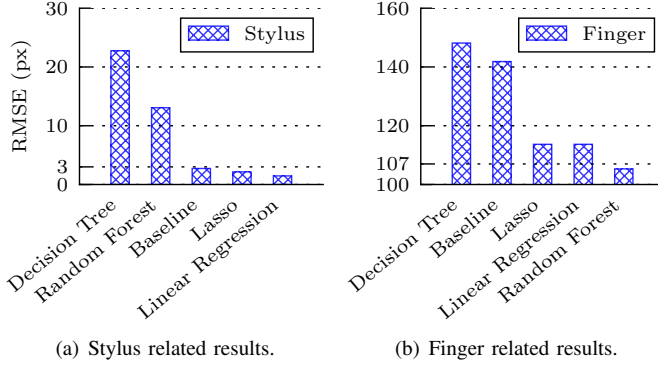 RMSE (px)
30
20
10
3
0
Stylus
Decision Tree
Random Forest
Baseline
Lasso
Linear Regression
(a) Stylus related results.
160
140
120
107
100
Finger
Decision Tree
Baseline
Lasso
Linear Regression
Random Forest
(b) Finger related results.